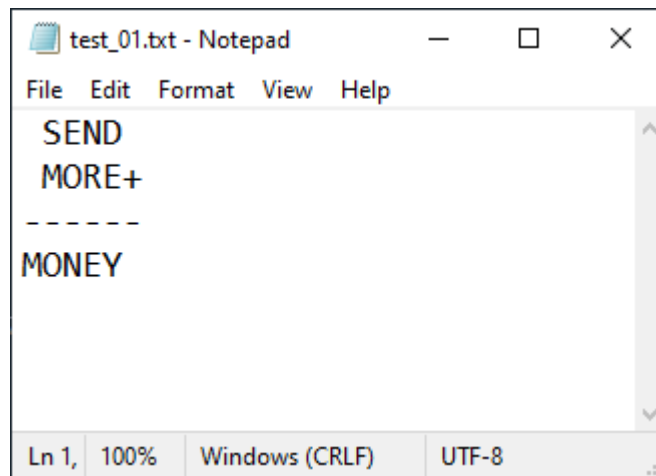 test_01.txt - Notepad
File Edit Format View Help
SEND
MORE+
------
MONEY
Ln 1, 100% Windows (CRLF) UTF-8